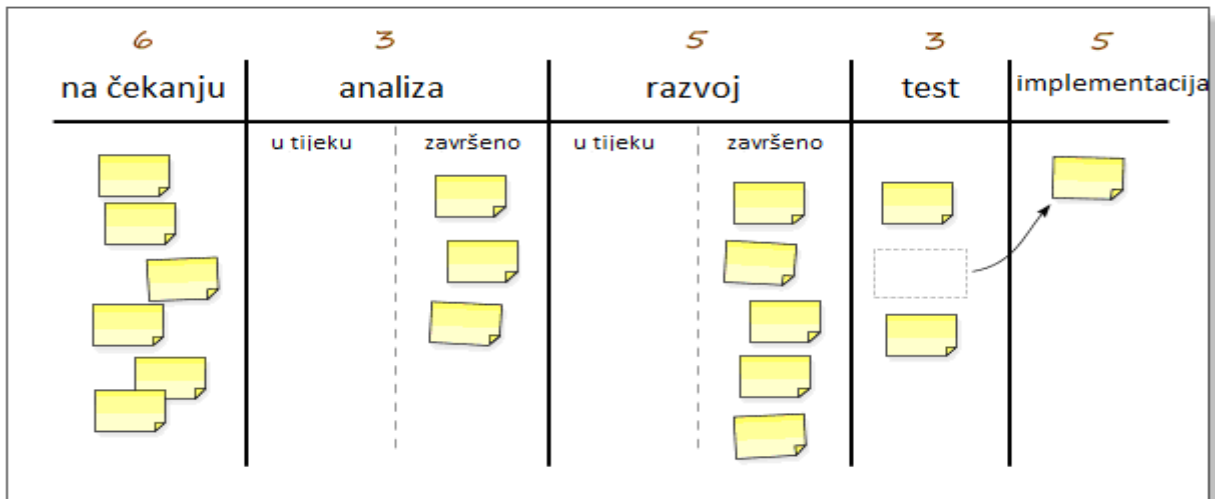 6 3 5 3 5
na čekanju analiza razvoj test implementacija
u tijeku završeno u tijeku završeno